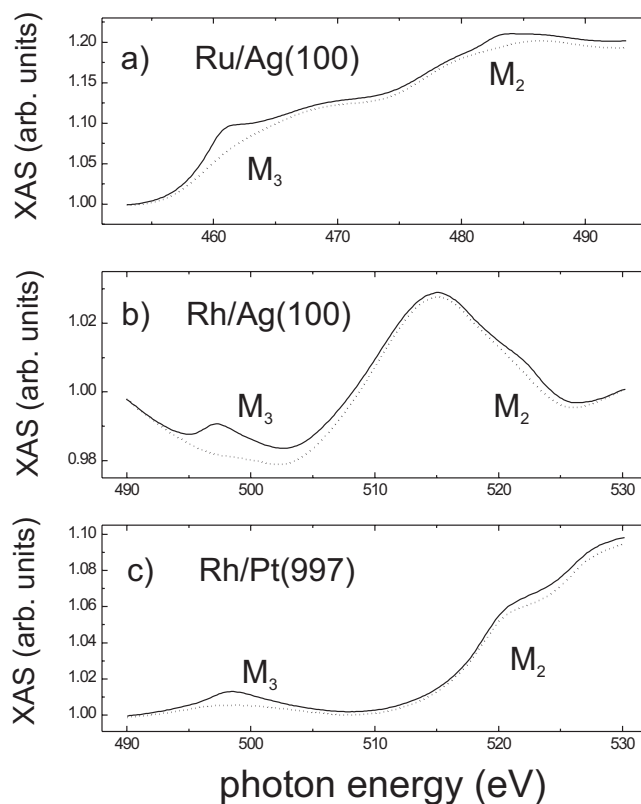 XAS (arb. units)
a) Ru/Ag(100)
M3
M2
1.20
1.15
1.10
1.05
1.00
460 470 480 490
XAS (arb. units)
b) Rh/Ag(100)
M3
M2
1.02
1.00
0.98
490 500 510 520 530
XAS (arb. units)
c) Rh/Pt(997)
M3
M2
1.10
1.08
1.06
1.04
1.02
1.00
490 500 510 520 530
photon energy (eV)